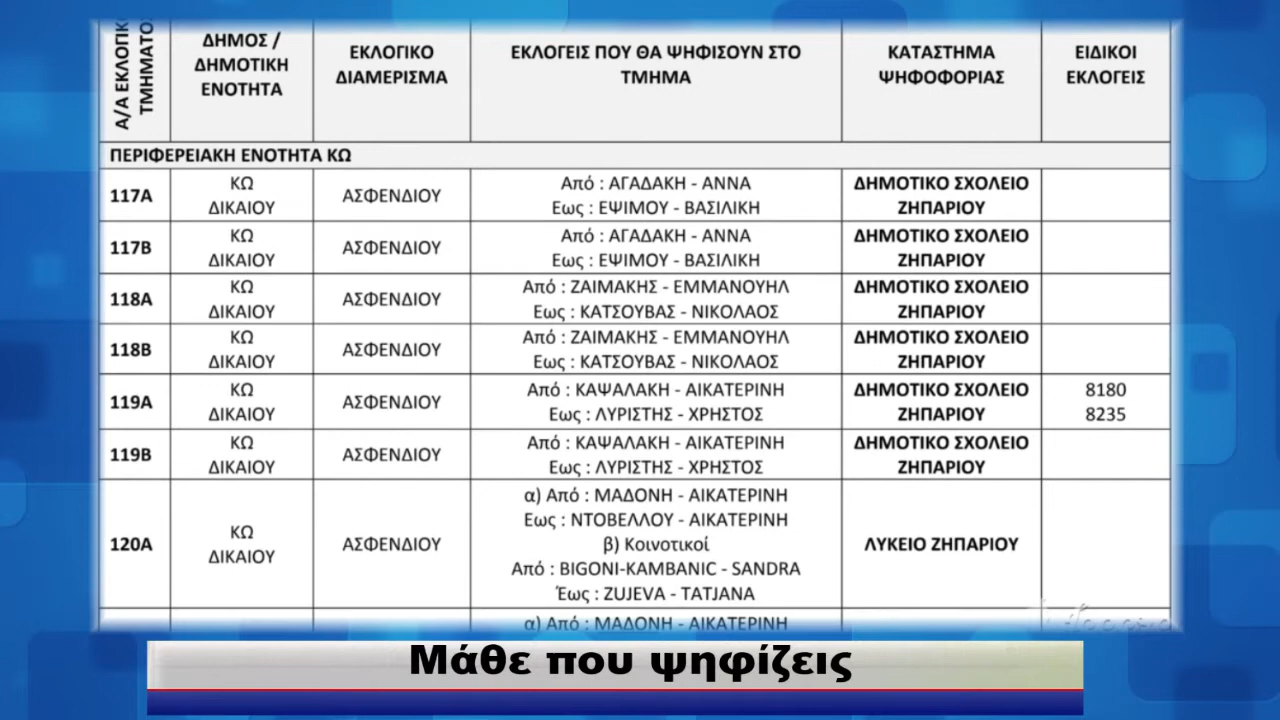 Α/Α ΕΚΛΟΓΙΚ
ΤΜΗΜΑΤΟ
ΔΗΜΟΣ /
ΔΗΜΟΤΙΚΗ
ΕΝΟΤΗΤΑ
ΕΚΛΟΓΙΚΟ
ΔΙΑΜΕΡΙΣΜΑ
ΕΚΛΟΓΕΙΣ ΠΟΥ ΘΑ ΨΗΦΙΣΟΥΝ ΣΤΟ
ΤΜΗΜΑ
ΚΑΤΑΣΤΗΜΑ
ΨΗΦΟΦΟΡΙΑΣ
ΕΙΔΙΚΟΙ
ΕΚΛΟΓΕΙΣ
ΠΕΡΙΦΕΡΕΙΑΚΗ ΕΝΟΤΗΤΑ ΚΩ
117Α
ΚΩ
ΔΙΚΑΙΟΥ
ΑΣΦΕΝΔΙΟΥ
Από : ΑΓΑΔΑΚΗ - ΑΝΝΑ
Εως : ΕΨΙΜΟΥ - ΒΑΣΙΛΙΚΗ
ΔΗΜΟΤΙΚΟ ΣΧΟΛΕΙΟ
ΖΗΠΑΡΙΟΥ
117Β
ΚΩ
ΔΙΚΑΙΟΥ
ΑΣΦΕΝΔΙΟΥ
Από : ΑΓΑΔΑΚΗ - ΑΝΝΑ
Εως : ΕΨΙΜΟΥ - ΒΑΣΙΛΙΚΗ
ΔΗΜΟΤΙΚΟ ΣΧΟΛΕΙΟ
ΖΗΠΑΡΙΟΥ
118Α
ΚΩ
ΔΙΚΑΙΟΥ
ΑΣΦΕΝΔΙΟΥ
Από : ΖΑΙΜΑΚΗΣ - ΕΜΜΑΝΟΥΗΛ
Εως : ΚΑΤΣΟΥΒΑΣ - ΝΙΚΟΛΑΟΣ
ΔΗΜΟΤΙΚΟ ΣΧΟΛΕΙΟ
ΖΗΠΑΡΙΟΥ
118Β
ΚΩ
ΔΙΚΑΙΟΥ
ΑΣΦΕΝΔΙΟΥ
Από : ΖΑΙΜΑΚΗΣ - ΕΜΜΑΝΟΥΗΛ
Εως : ΚΑΤΣΟΥΒΑΣ - ΝΙΚΟΛΑΟΣ
ΔΗΜΟΤΙΚΟ ΣΧΟΛΕΙΟ
ΖΗΠΑΡΙΟΥ
119Α
ΚΩ
ΔΙΚΑΙΟΥ
ΑΣΦΕΝΔΙΟΥ
Από : ΚΑΨΑΛΑΚΗ - ΑΙΚΑΤΕΡΙΝΗ
Εως : ΛΥΡΙΣΤΗΣ - ΧΡΗΣΤΟΣ
ΔΗΜΟΤΙΚΟ ΣΧΟΛΕΙΟ
ΖΗΠΑΡΙΟΥ
8180
8235
119Β
ΚΩ
ΔΙΚΑΙΟΥ
ΑΣΦΕΝΔΙΟΥ
Από : ΚΑΨΑΛΑΚΗ - ΑΙΚΑΤΕΡΙΝΗ
Εως : ΛΥΡΙΣΤΗΣ - ΧΡΗΣΤΟΣ
ΔΗΜΟΤΙΚΟ ΣΧΟΛΕΙΟ
ΖΗΠΑΡΙΟΥ
120Α
ΚΩ
ΔΙΚΑΙΟΥ
ΑΣΦΕΝΔΙΟΥ
α) Από : ΜΑΔΟΝΗ - ΑΙΚΑΤΕΡΙΝΗ
Εως : ΝΤΟΒΕΛΛΟΥ - ΑΙΚΑΤΕΡΙΝΗ
β) Κοινοτικοί
Από : BIGONI-KAMBANIC - SANDRA
Έως : ZUJEVA - TATJANA
ΛΥΚΕΙΟ ΖΗΠΑΡΙΟΥ
α) Από : ΜΑΔΟΝΗ - ΑΙΚΑΤΕΡΙΝΗ
Μάθε που ψηφίζεις